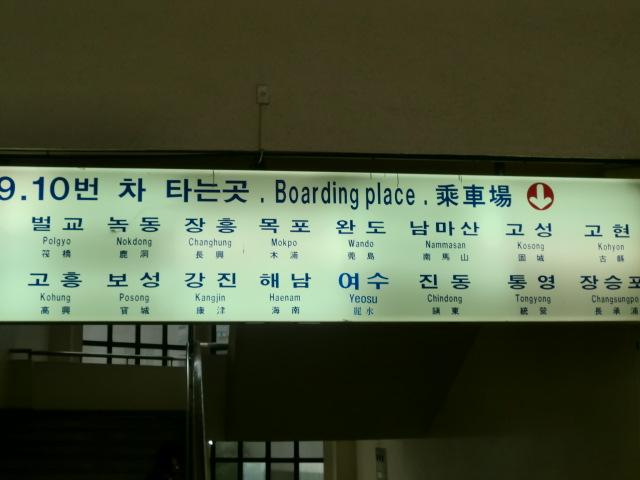 9.10번 차 타는곳 . Boarding place . 乘車場
벌교 녹동 장흥 목포 완도 남마산 고성 고현
Polgyo Nokdong Changhung Mokpo Wando Nammasan Kosong Kohyon
筏橋 鹿洞 長興 木浦 莞島 南馬山 固城 古縣
고흥 보성 강진 해남 여수 진동 통영 장승포
Kohung Posong Kangjin Haenam Yeosu Chindong Tongyong Changsungpo
高興 寶城 康津 海南 麗水 鎭東 統營 長承浦